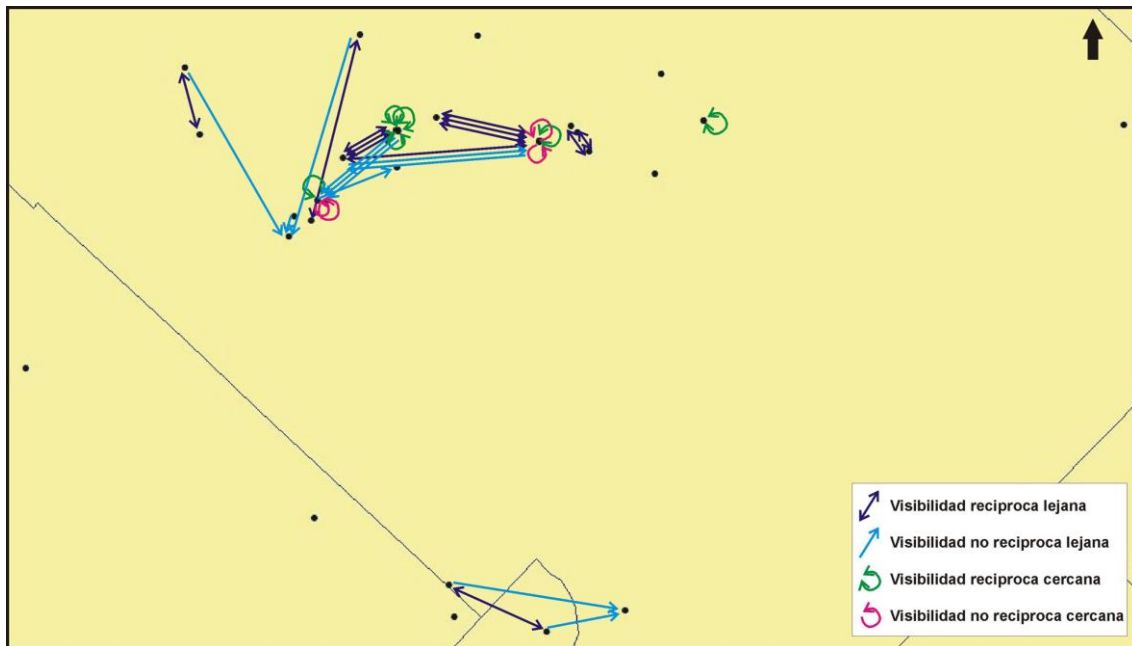 Visibilidad reciproca lejana
Visibilidad no reciproca lejana
Visibilidad reciproca cercana
Visibilidad no reciproca cercana